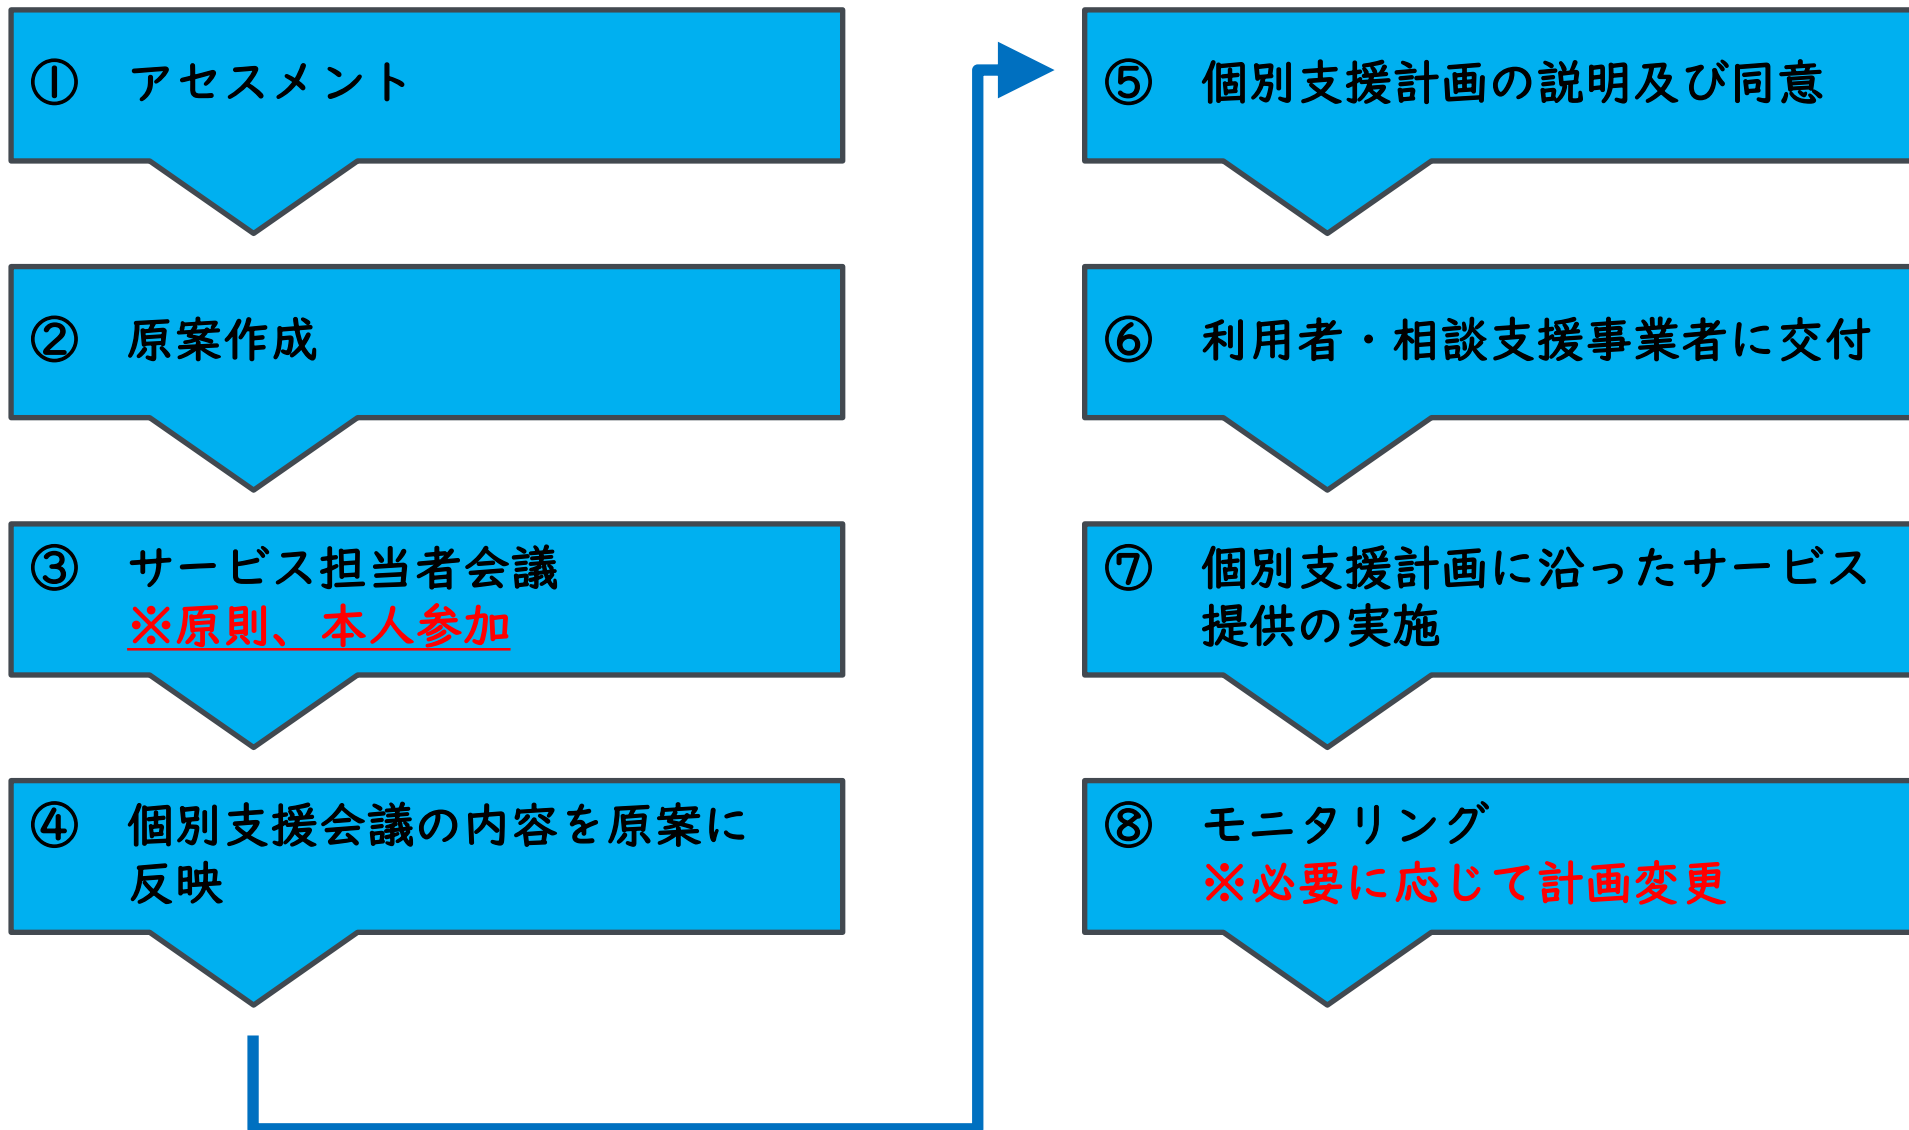 ① アセスメント
② 原案作成
③ サービス担当者会議
※原則、本人参加
④ 個別支援会議の内容を原案に
反映
⑤ 個別支援計画の説明及び同意
⑥ 利用者・相談支援事業者に交付
⑦ 個別支援計画に沿ったサービス
提供の実施
⑧ モニタリング
※必要に応じて計画変更